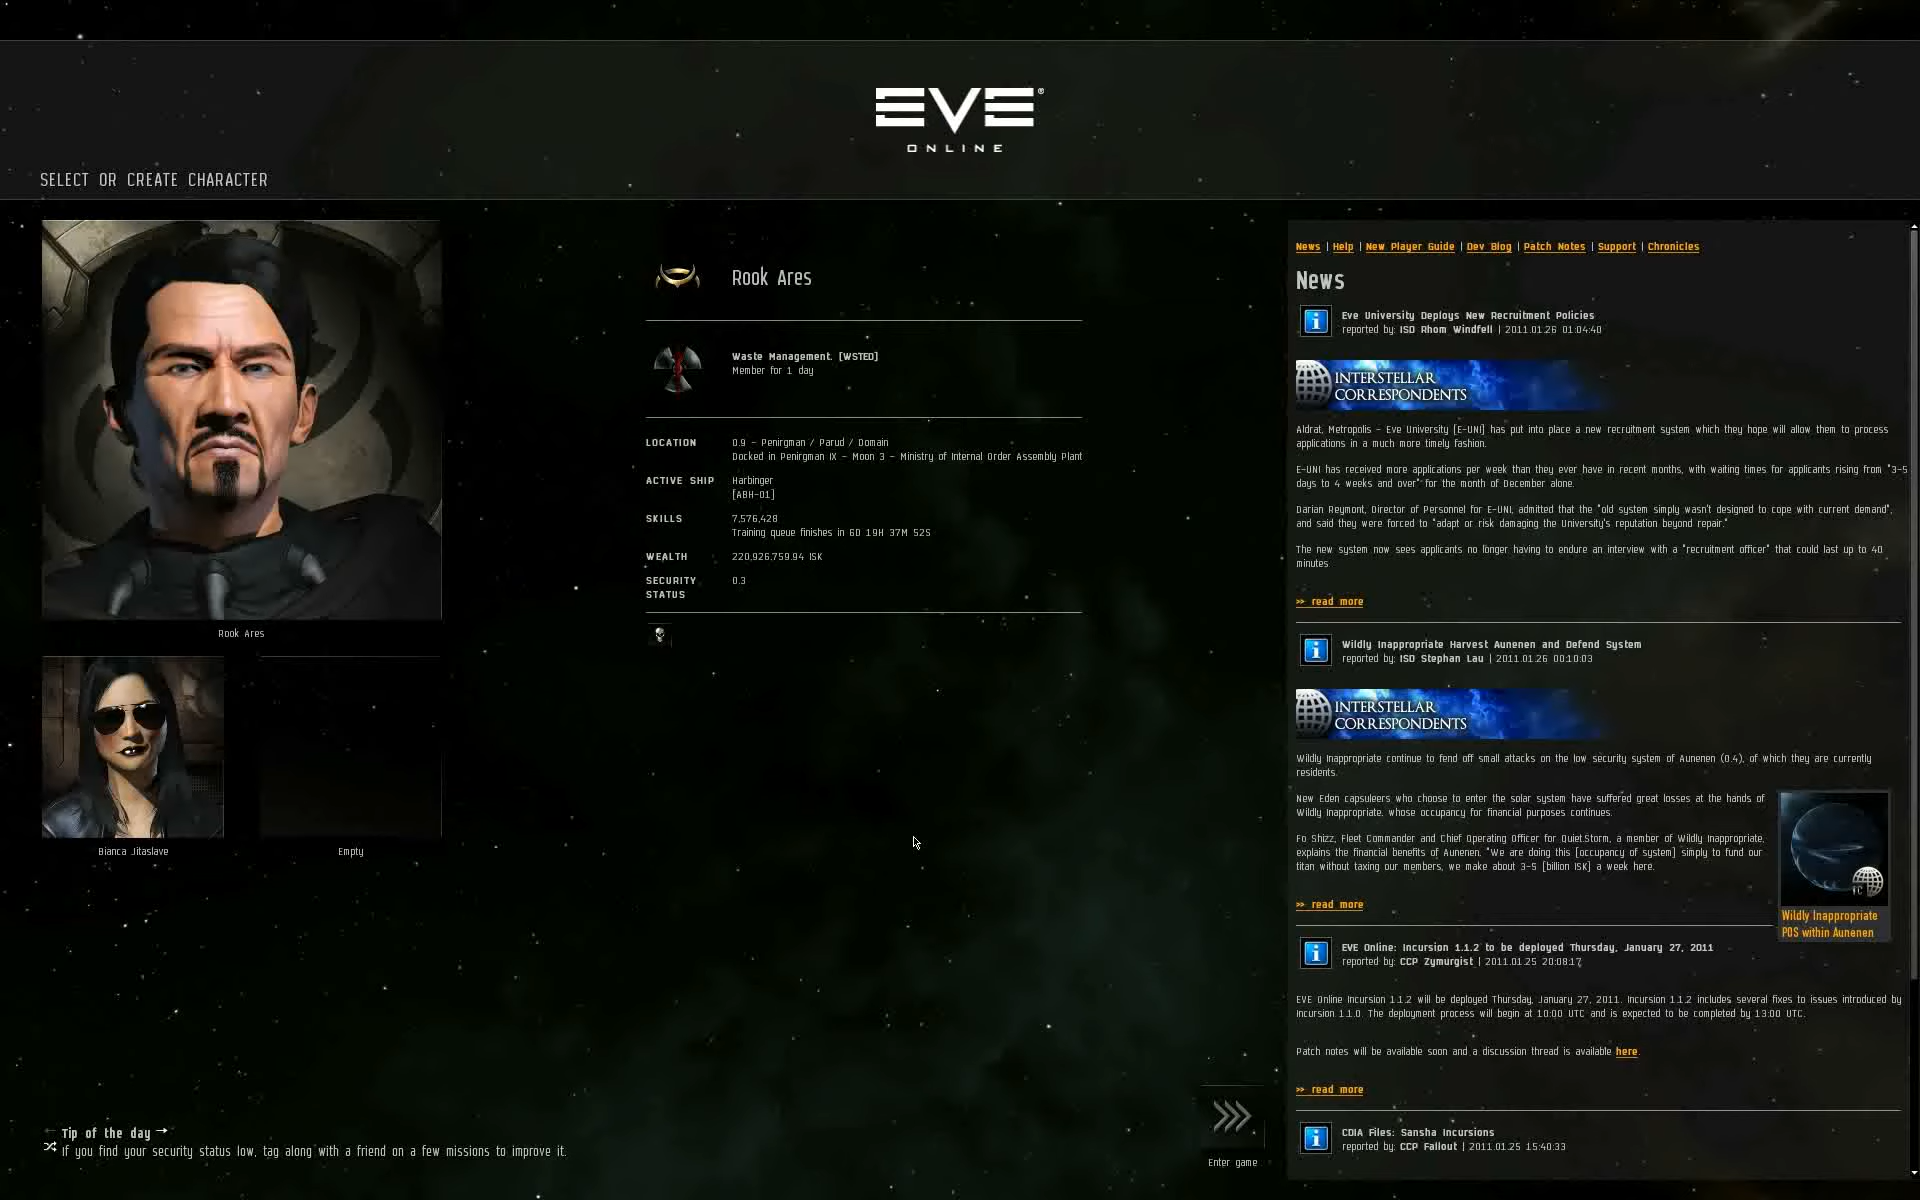 EVE®
ONLINE
SELECT OR CREATE CHARACTER
Rook Ares
Bianca Jitaslave
Empty
Rook Ares
Waste Management. [WSTED]
Member for 1 day
LOCATION 0.9 - Penirgman / Parud / Domain
Docked in Penirgman IX - Moon 3 - Ministry of Internal Order Assembly Plant
ACTIVE SHIP Harbinger
[ABH-01]
SKILLS 7,576,428
Training queue finishes in 6D 19H 37M 52S
WEALTH 220,926,759.94 ISK
SECURITY STATUS 0.3
News | Help | New Player Guide | Dev Blog | Patch Notes | Support | Chronicles
News
Eve University Deploys New Recruitment Policies
reported by: ISD Rhom Windfell | 2011.01.26 01:04:40
INTERSTELLAR
CORRESPONDENTS
Aldrat, Metropolis - Eve University [E-UNI] has put into place a new recruitment system which they hope will allow them to process
applications in a much more timely fashion.
E-UNI has received more applications per week than they ever have in recent months, with waiting times for applicants rising from "3-5
days to 4 weeks and over" for the month of December alone.
Darian Reymont, Director of Personnel for E-UNI, admitted that the "old system simply wasn't designed to cope with current demand",
and said they were forced to "adapt or risk damaging the University's reputation beyond repair."
The new system now sees applicants no longer having to endure an interview with a "recruitment officer" that could last up to 40
minutes
>> read more
Wildly Inappropriate Harvest Aunenen and Defend System
reported by: ISD Stephan Lau | 2011.01.26 00:10:03
INTERSTELLAR
CORRESPONDENTS
Wildly Inappropriate continue to fend off small attacks on the low security system of Aunenen (0.4), of which they are currently
residents.
New Eden capsuleers who choose to enter the solar system have suffered great losses at the hands of
Wildly Inappropriate, whose occupancy for financial purposes continues.
Fo Shizz, Fleet Commander and Chief Operating Officer for Quiet.Storm, a member of Wildly Inappropriate,
explains the financial benefits of Aunenen. "We are doing this [occupancy of system] simply to fund our
titan without taxing our members, we make about 3-5 [billion ISK] a week here.
IC
Wildly Inappropriate
POS within Aunenen
>> read more
EVE Online: Incursion 1.1.2 to be deployed Thursday, January 27, 2011
reported by: CCP Zymurgist | 2011.01.25 20:08:17
EVE Online Incursion 1.1.2 will be deployed Thursday, January 27, 2011. Incursion 1.1.2 includes several fixes to issues introduced by
Incursion 1.1.0. The deployment process will begin at 10:00 UTC and is expected to be completed by 13:00 UTC.
Patch notes will be available soon and a discussion thread is available here.
>> read more
CDIA Files: Sansha Incursions
reported by: CCP Fallout | 2011.01.25 15:40:33
Enter game
Tip of the day
If you find your security status low, tag along with a friend on a few missions to improve it.